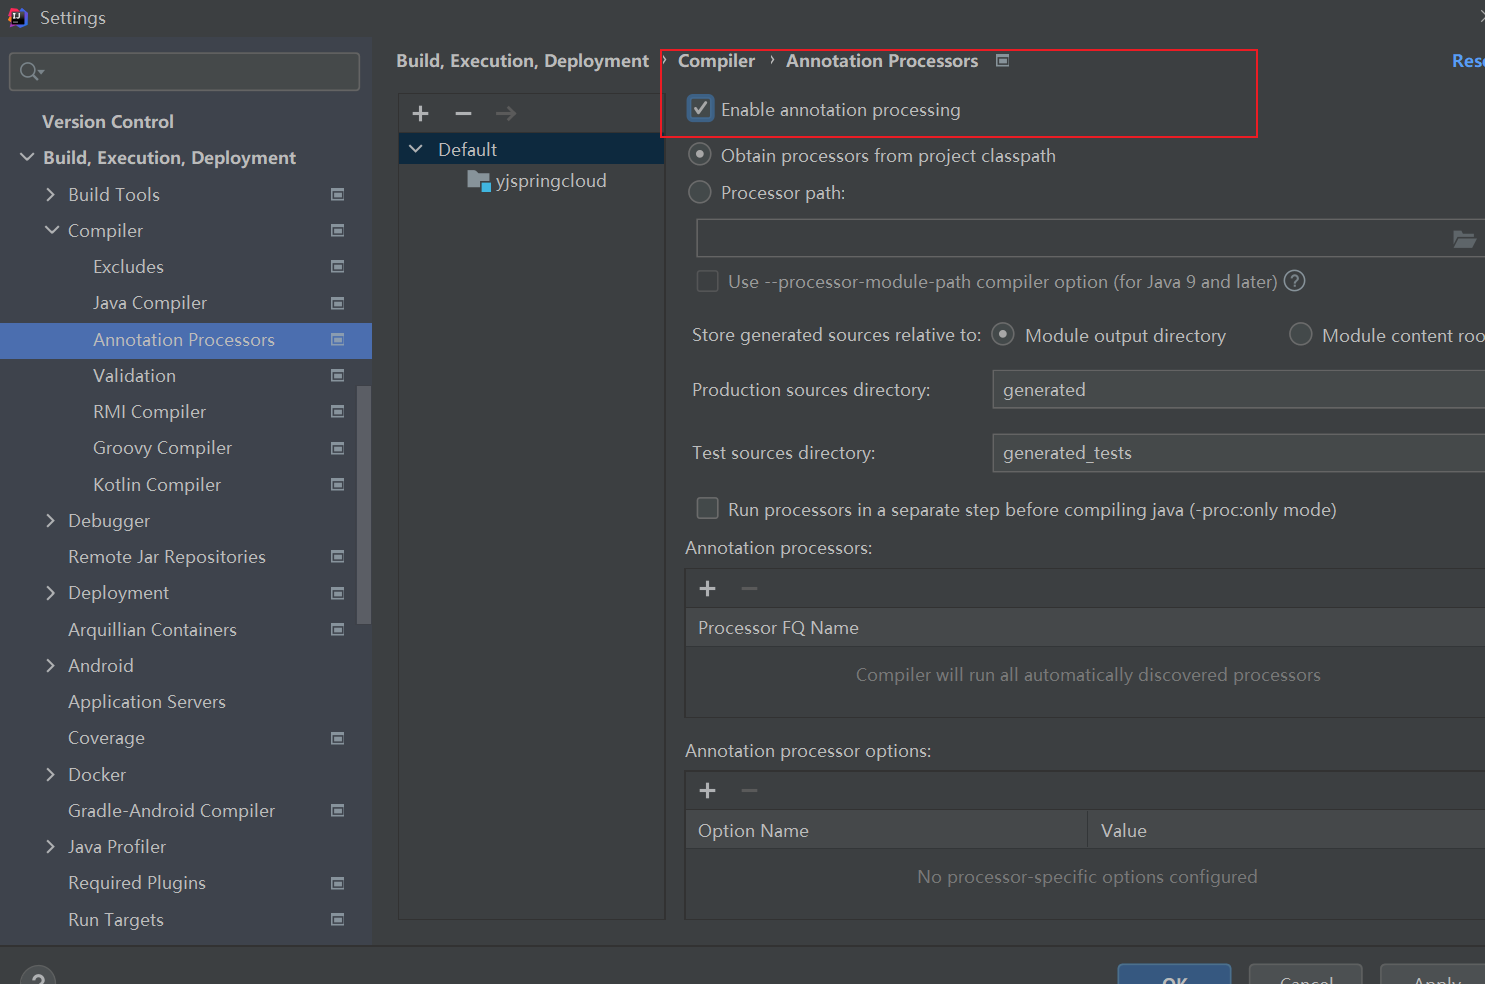 Settings
Version Control
Build, Execution, Deployment
Build Tools
Compiler
Excludes
Java Compiler
Annotation Processors
Validation
RMI Compiler
Groovy Compiler
Kotlin Compiler
Debugger
Remote Jar Repositories
Deployment
Arquillian Containers
Android
Application Servers
Coverage
Docker
Gradle-Android Compiler
Java Profiler
Required Plugins
Run Targets
Build, Execution, Deployment › Compiler › Annotation Processors
Default
yjspringcloud
Enable annotation processing
Obtain processors from project classpath
Processor path:
Use --processor-module-path compiler option (for Java 9 and later) ?
Store generated sources relative to: Module output directory Module content
Production sources directory: generated
Test sources directory: generated_tests
Run processors in a separate step before compiling java (-proc:only mode)
Annotation processors:
Processor FQ Name
Compiler will run all automatically discovered processors
Annotation processor options:
Option Name Value
No processor-specific options configured
OK Cancel Apply